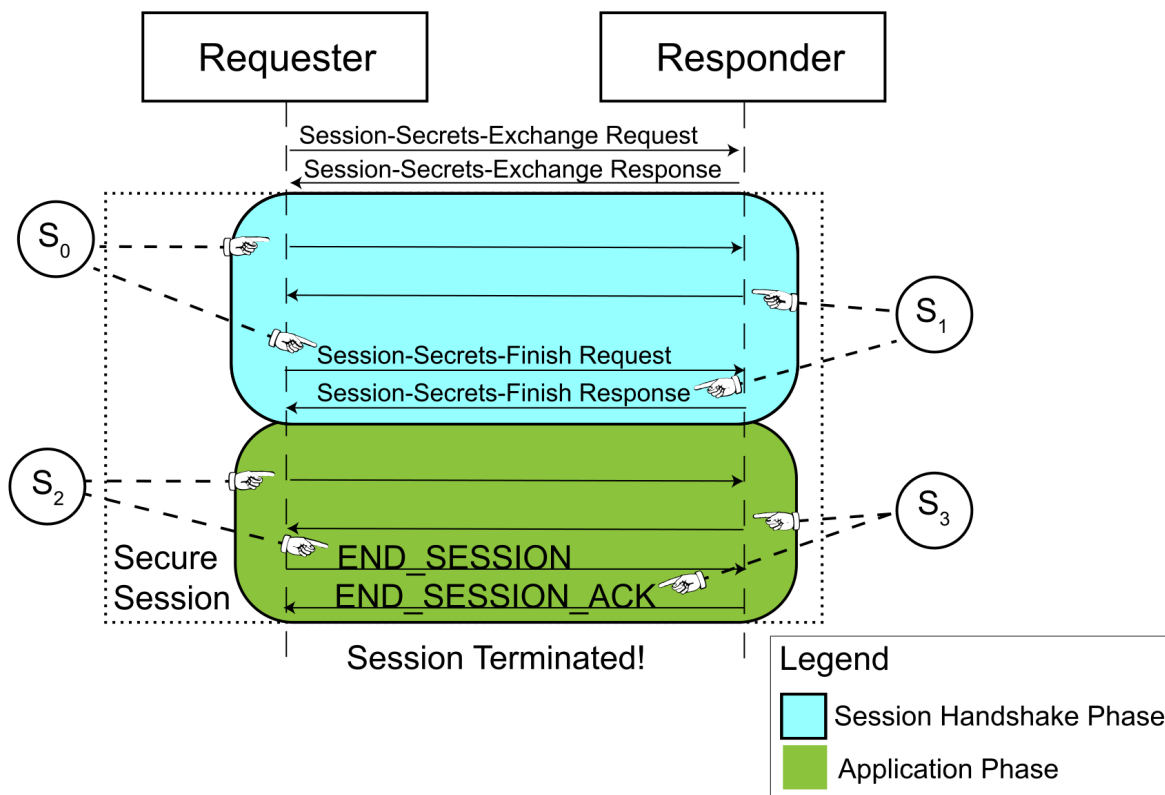 Requester
Responder
Session-Secrets-Exchange Request
Session-Secrets-Exchange Response
S0
S1
Session-Secrets-Finish Request
Session-Secrets-Finish Response
S2
S3
Secure
Session
END_SESSION
END_SESSION_ACK
Session Terminated!
Legend
Session Handshake Phase
Application Phase